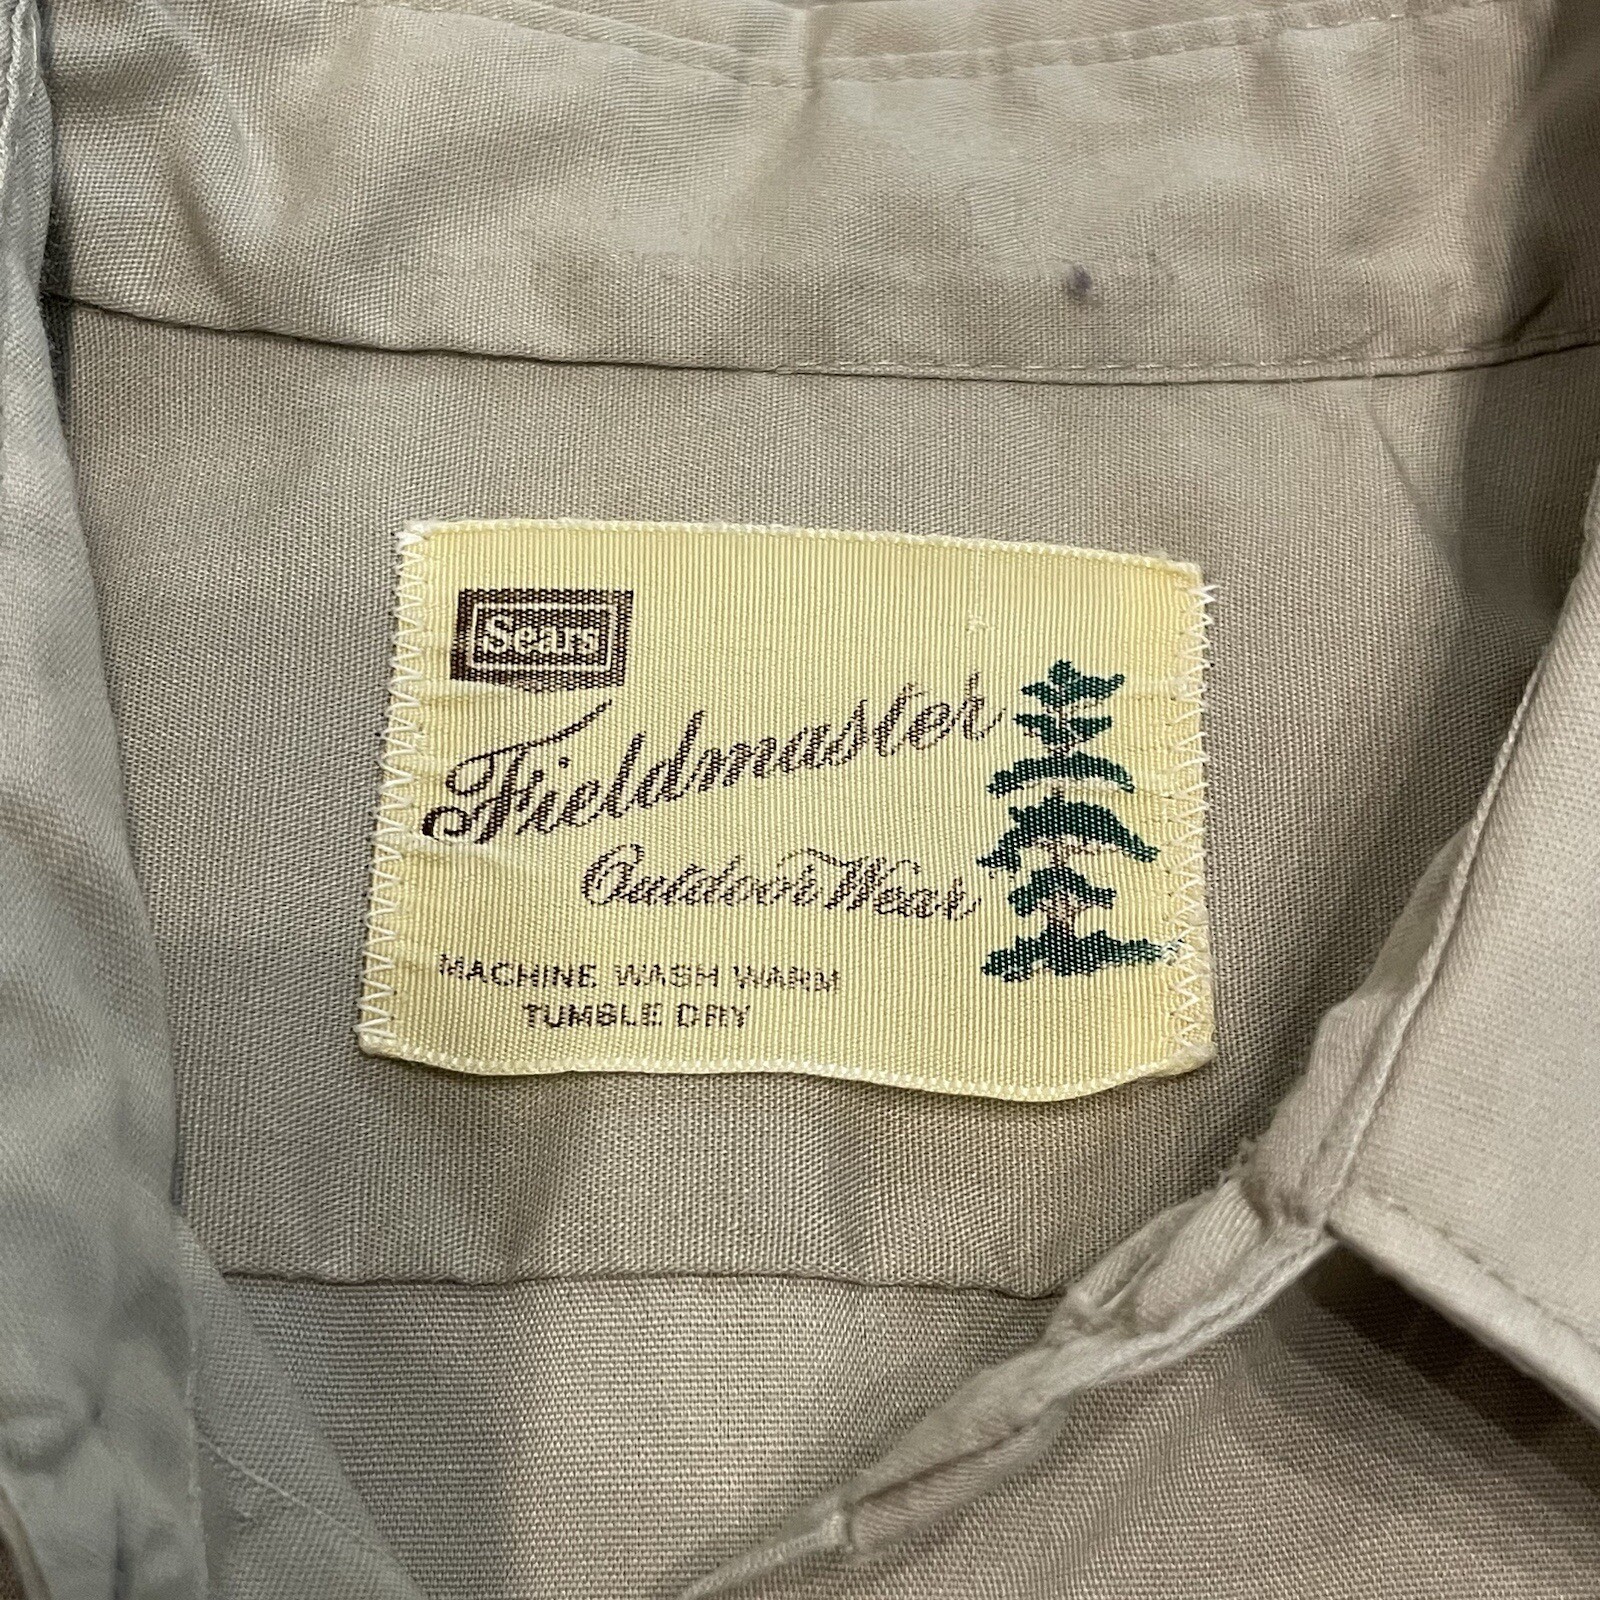 Sears
Fieldmaster
Outdoor Wear
MACHINE WASH WARM
TUMBLE DRY